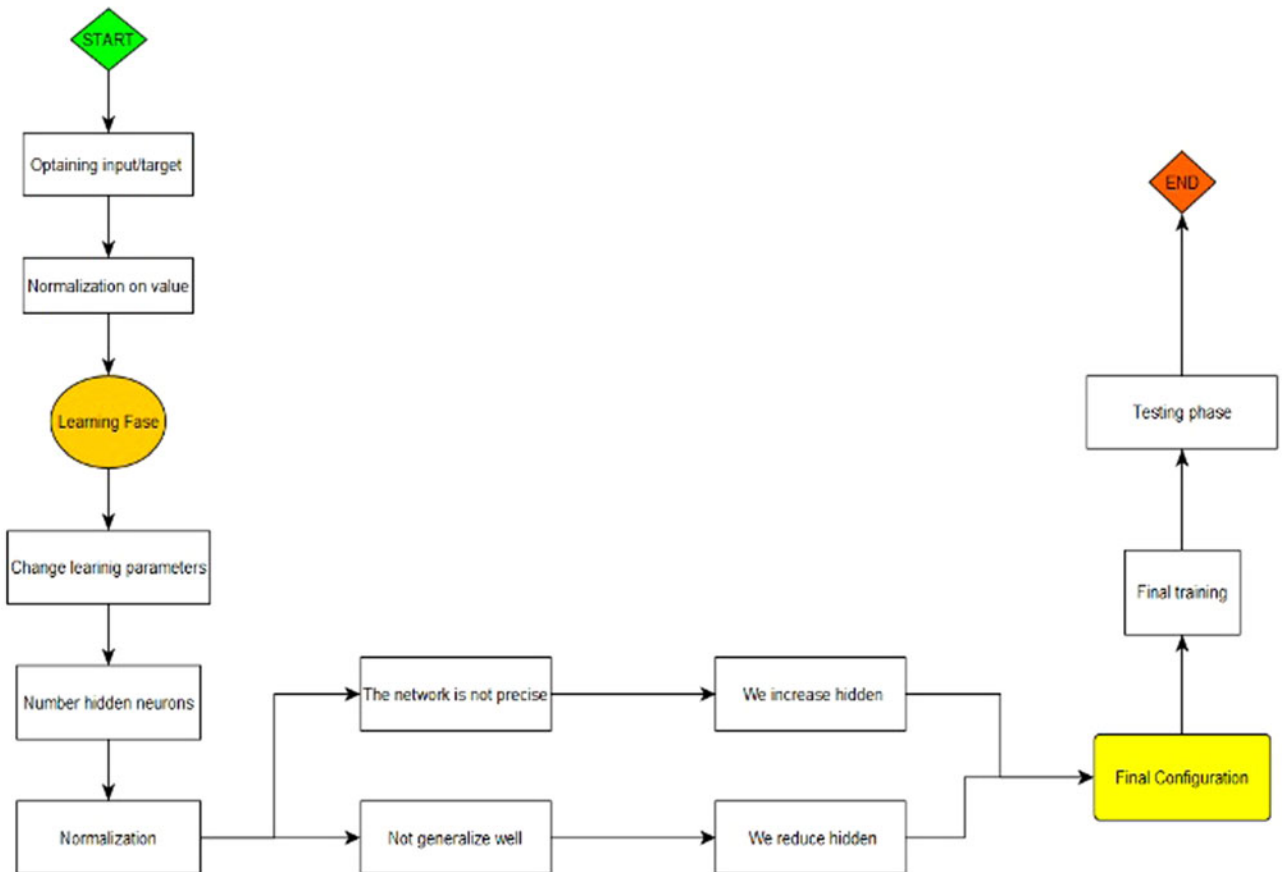 START
Optaining input/target
Normalization on value
Learning Fase
Change learinig parameters
Number hidden neurons
Normalization
The network is not precise
We increase hidden
Not generalize well
We reduce hidden
Final Configuration
Final training
Testing phase
END